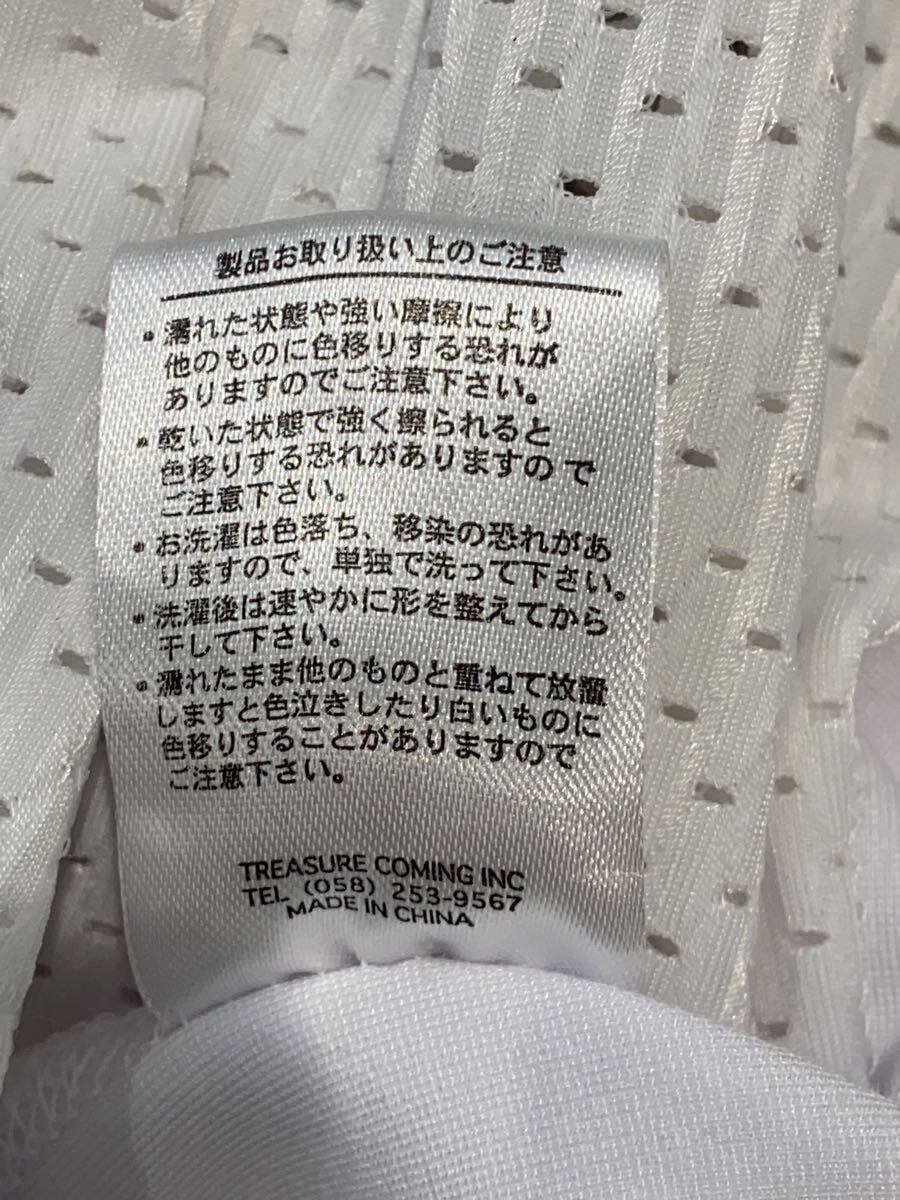 製品お取り扱い上のご注意
・濡れた状態や強い摩擦により
他のものに色移りする恐れが
ありますのでご注意下さい。
・乾いた状態で強く擦られると
色移りする恐れがありますので
ご注意下さい。
・お洗濯は色落ち、移染の恐れがあ
りますので、単独で洗って下さい。
・洗濯後は速やかに形を整えてから
干して下さい。
・濡れたまま他のものと重ねて放置
しますと色泣きしたり白いものに
色移りすることがありますので
ご注意下さい。
TREASURE COMING INC
TEL (058) 253-9567
MADE IN CHINA